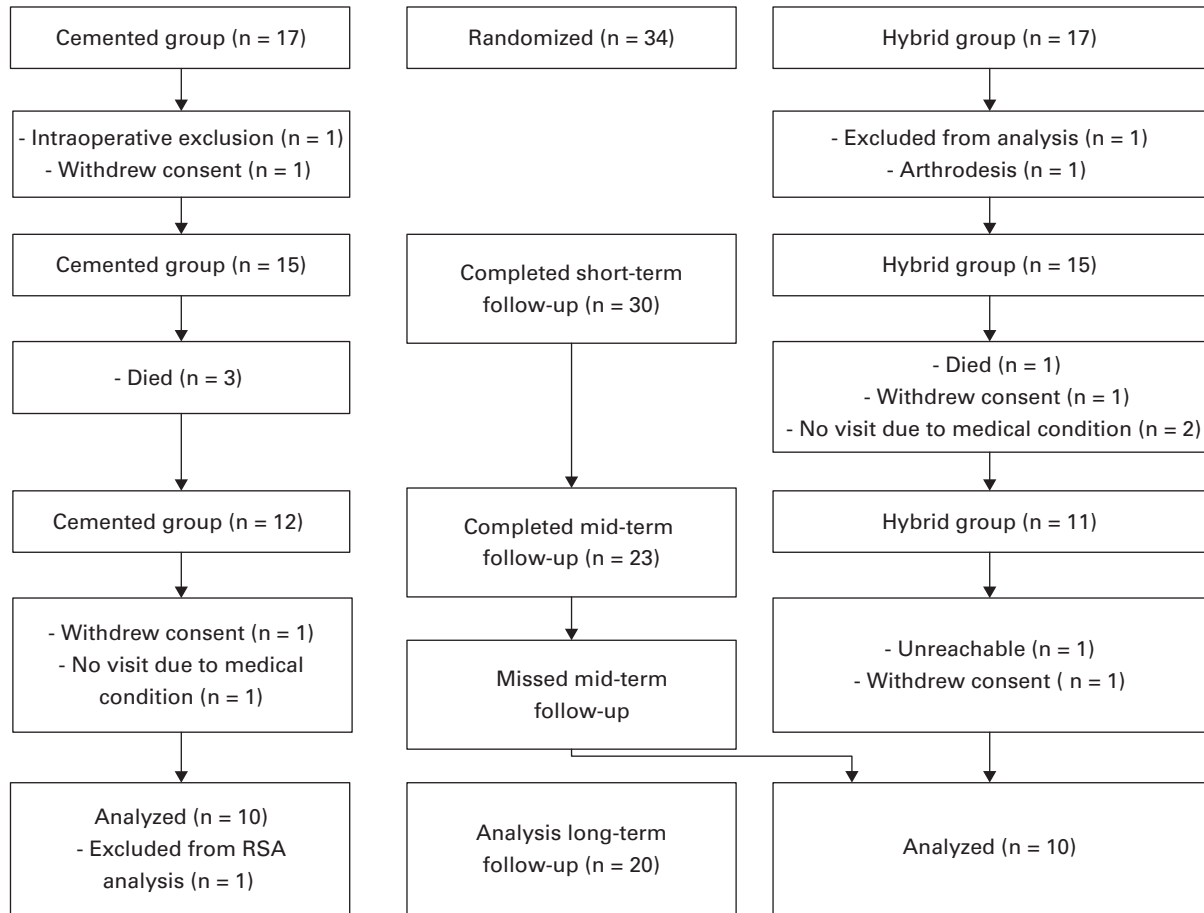 Cemented group (n = 17)
Randomized (n = 34)
Hybrid group (n = 17)
- Intraoperative exclusion (n = 1)
- Withdrew consent (n = 1)
- Excluded from analysis (n = 1)
- Arthrodesis (n = 1)
Cemented group (n = 15)
Completed short-term
follow-up (n = 30)
Hybrid group (n = 15)
- Died (n = 3)
- Died (n = 1)
- Withdrew consent (n = 1)
- No visit due to medical condition (n = 2)
Cemented group (n = 12)
Completed mid-term
follow-up (n = 23)
Hybrid group (n = 11)
- Withdrew consent (n = 1)
- No visit due to medical
condition (n = 1)
Missed mid-term
follow-up
- Unreachable (n = 1)
- Withdrew consent ( n = 1)
Analyzed (n = 10)
- Excluded from RSA
analysis (n = 1)
Analysis long-term
follow-up (n = 20)
Analyzed (n = 10)